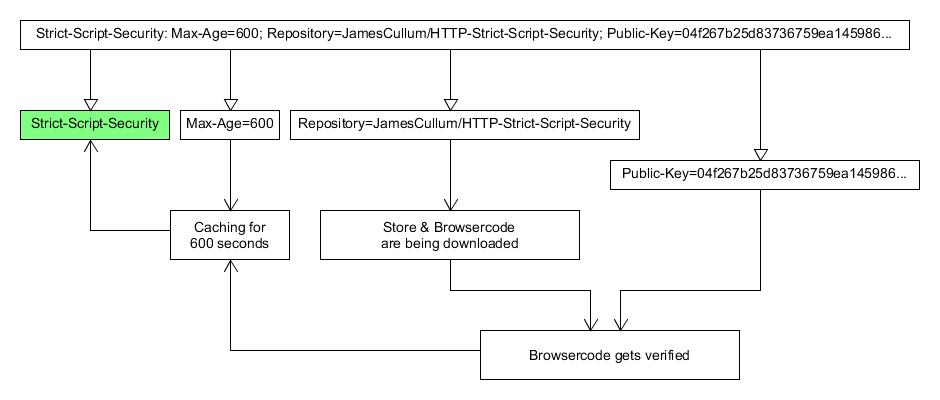 Strict-Script-Security: Max-Age=600; Repository=JamesCullum/HTTP-Strict-Script-Security; Public-Key=04f267b25d83736759ea145986...
Strict-Script-Security
Max-Age=600
Repository=JamesCullum/HTTP-Strict-Script-Security
Public-Key=04f267b25d83736759ea145986...
Caching for
600 seconds
Store & Browsercode
are being downloaded
Browsercode gets verified